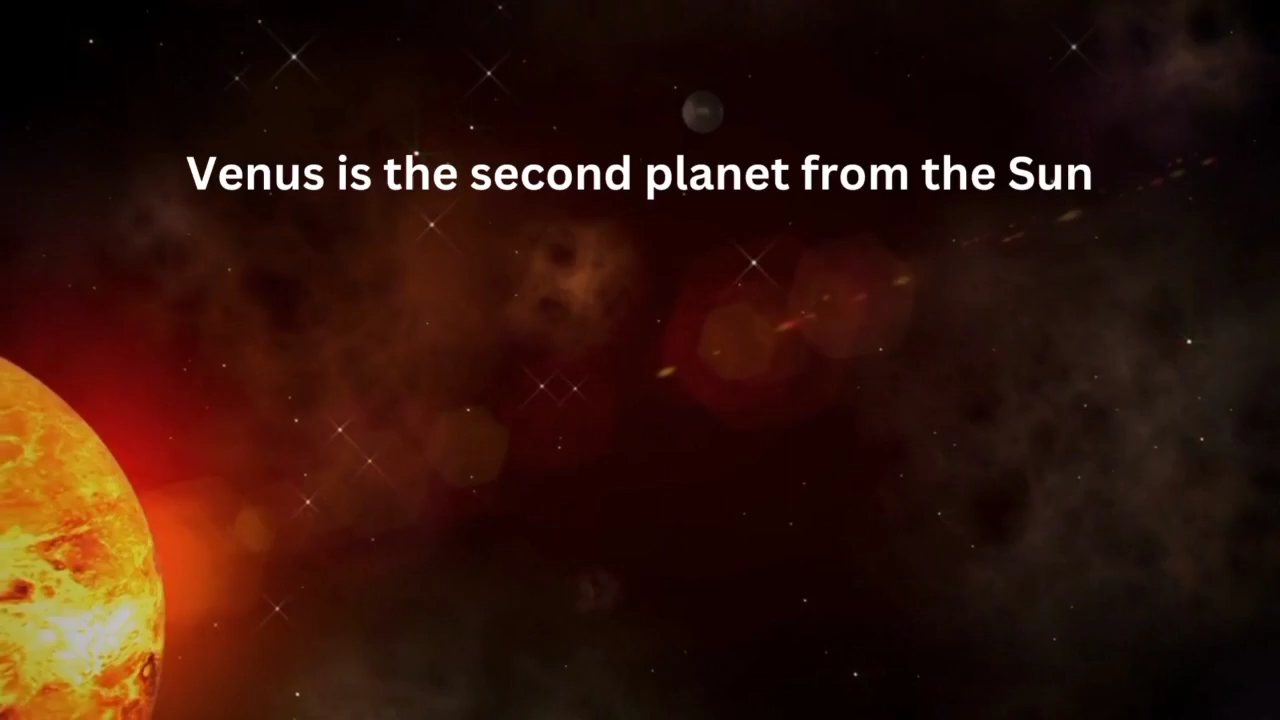 Venus is the second planet from the Sun